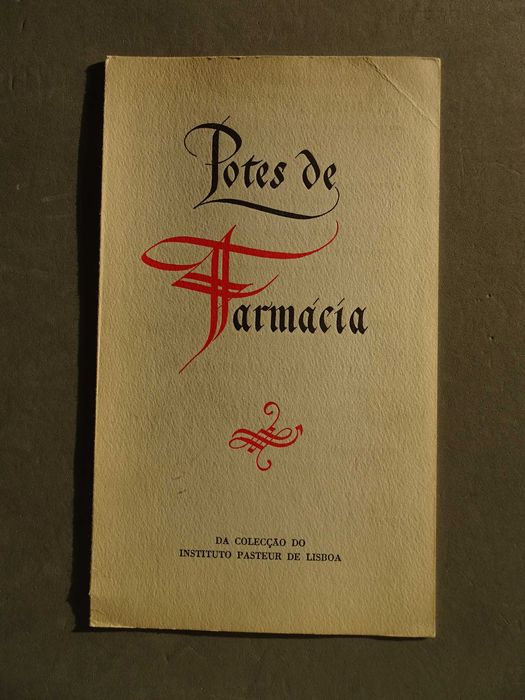 Potes de
Farmácia
DA COLECÇÃO DO
INSTITUTO PASTEUR DE LISBOA